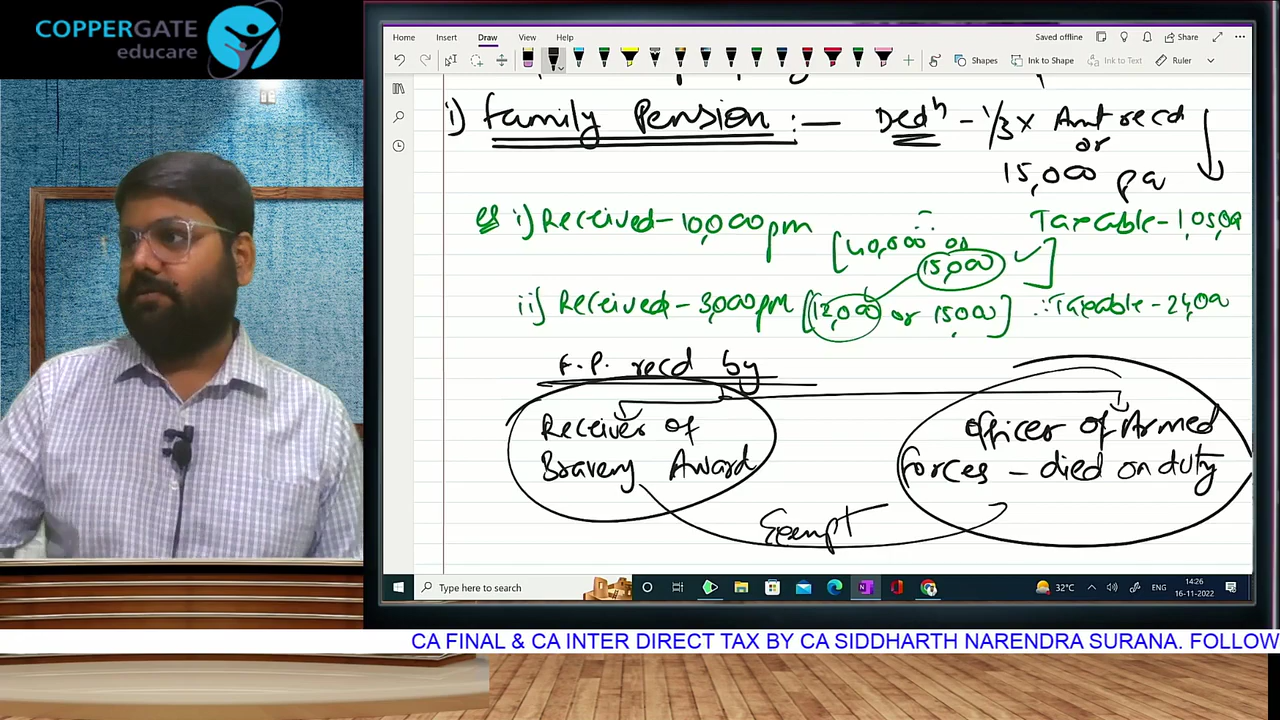 COPPERGATE
educare
Home Insert Draw View Help
Saved offline
Share
Shapes
Ink to Shape
Ink to Text
Ruler
i) Family Pension :— Dedⁿ - 1/3 x Amt recd
or
15,000 pa
eg i) Received - 10,000 pm [40,000 or 15,000] ∴ Taxable - 1,05,00
ii) Received - 3,000 pm [12,000 or 15,000] ∴ Taxable - 24,00
F.P. recd by
Receiver of
Bravery Award
Officer of Armed
forces - died on duty
Exempt
Type here to search
32°C
ENG
14:26
16-11-2022
CA FINAL & CA INTER DIRECT TAX BY CA SIDDHARTH NARENDRA SURANA. FOLLOW